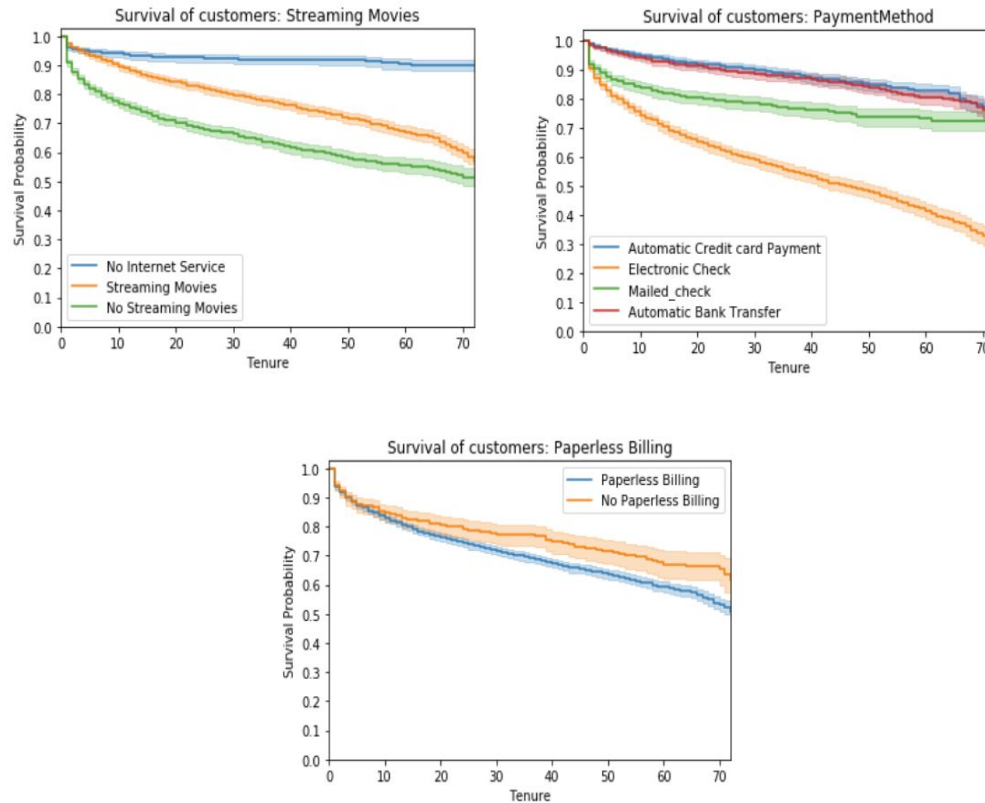 Survival of customers: Streaming Movies
1.0
0.9
0.8
0.7
0.6
0.5
0.4
0.3
0.2
0.1
0.0
Survival Probability
No Internet Service
Streaming Movies
No Streaming Movies
0 10 20 30 40 50 60 70
Tenure
Survival of customers: PaymentMethod
1.0
0.9
0.8
0.7
0.6
0.5
0.4
0.3
0.2
0.1
0.0
Survival Probability
Automatic Credit card Payment
Electronic Check
Mailed_check
Automatic Bank Transfer
0 10 20 30 40 50 60 70
Tenure
Survival of customers: Paperless Billing
1.0
0.9
0.8
0.7
0.6
0.5
0.4
0.3
0.2
0.1
0.0
Survival Probability
Paperless Billing
No Paperless Billing
0 10 20 30 40 50 60 70
Tenure